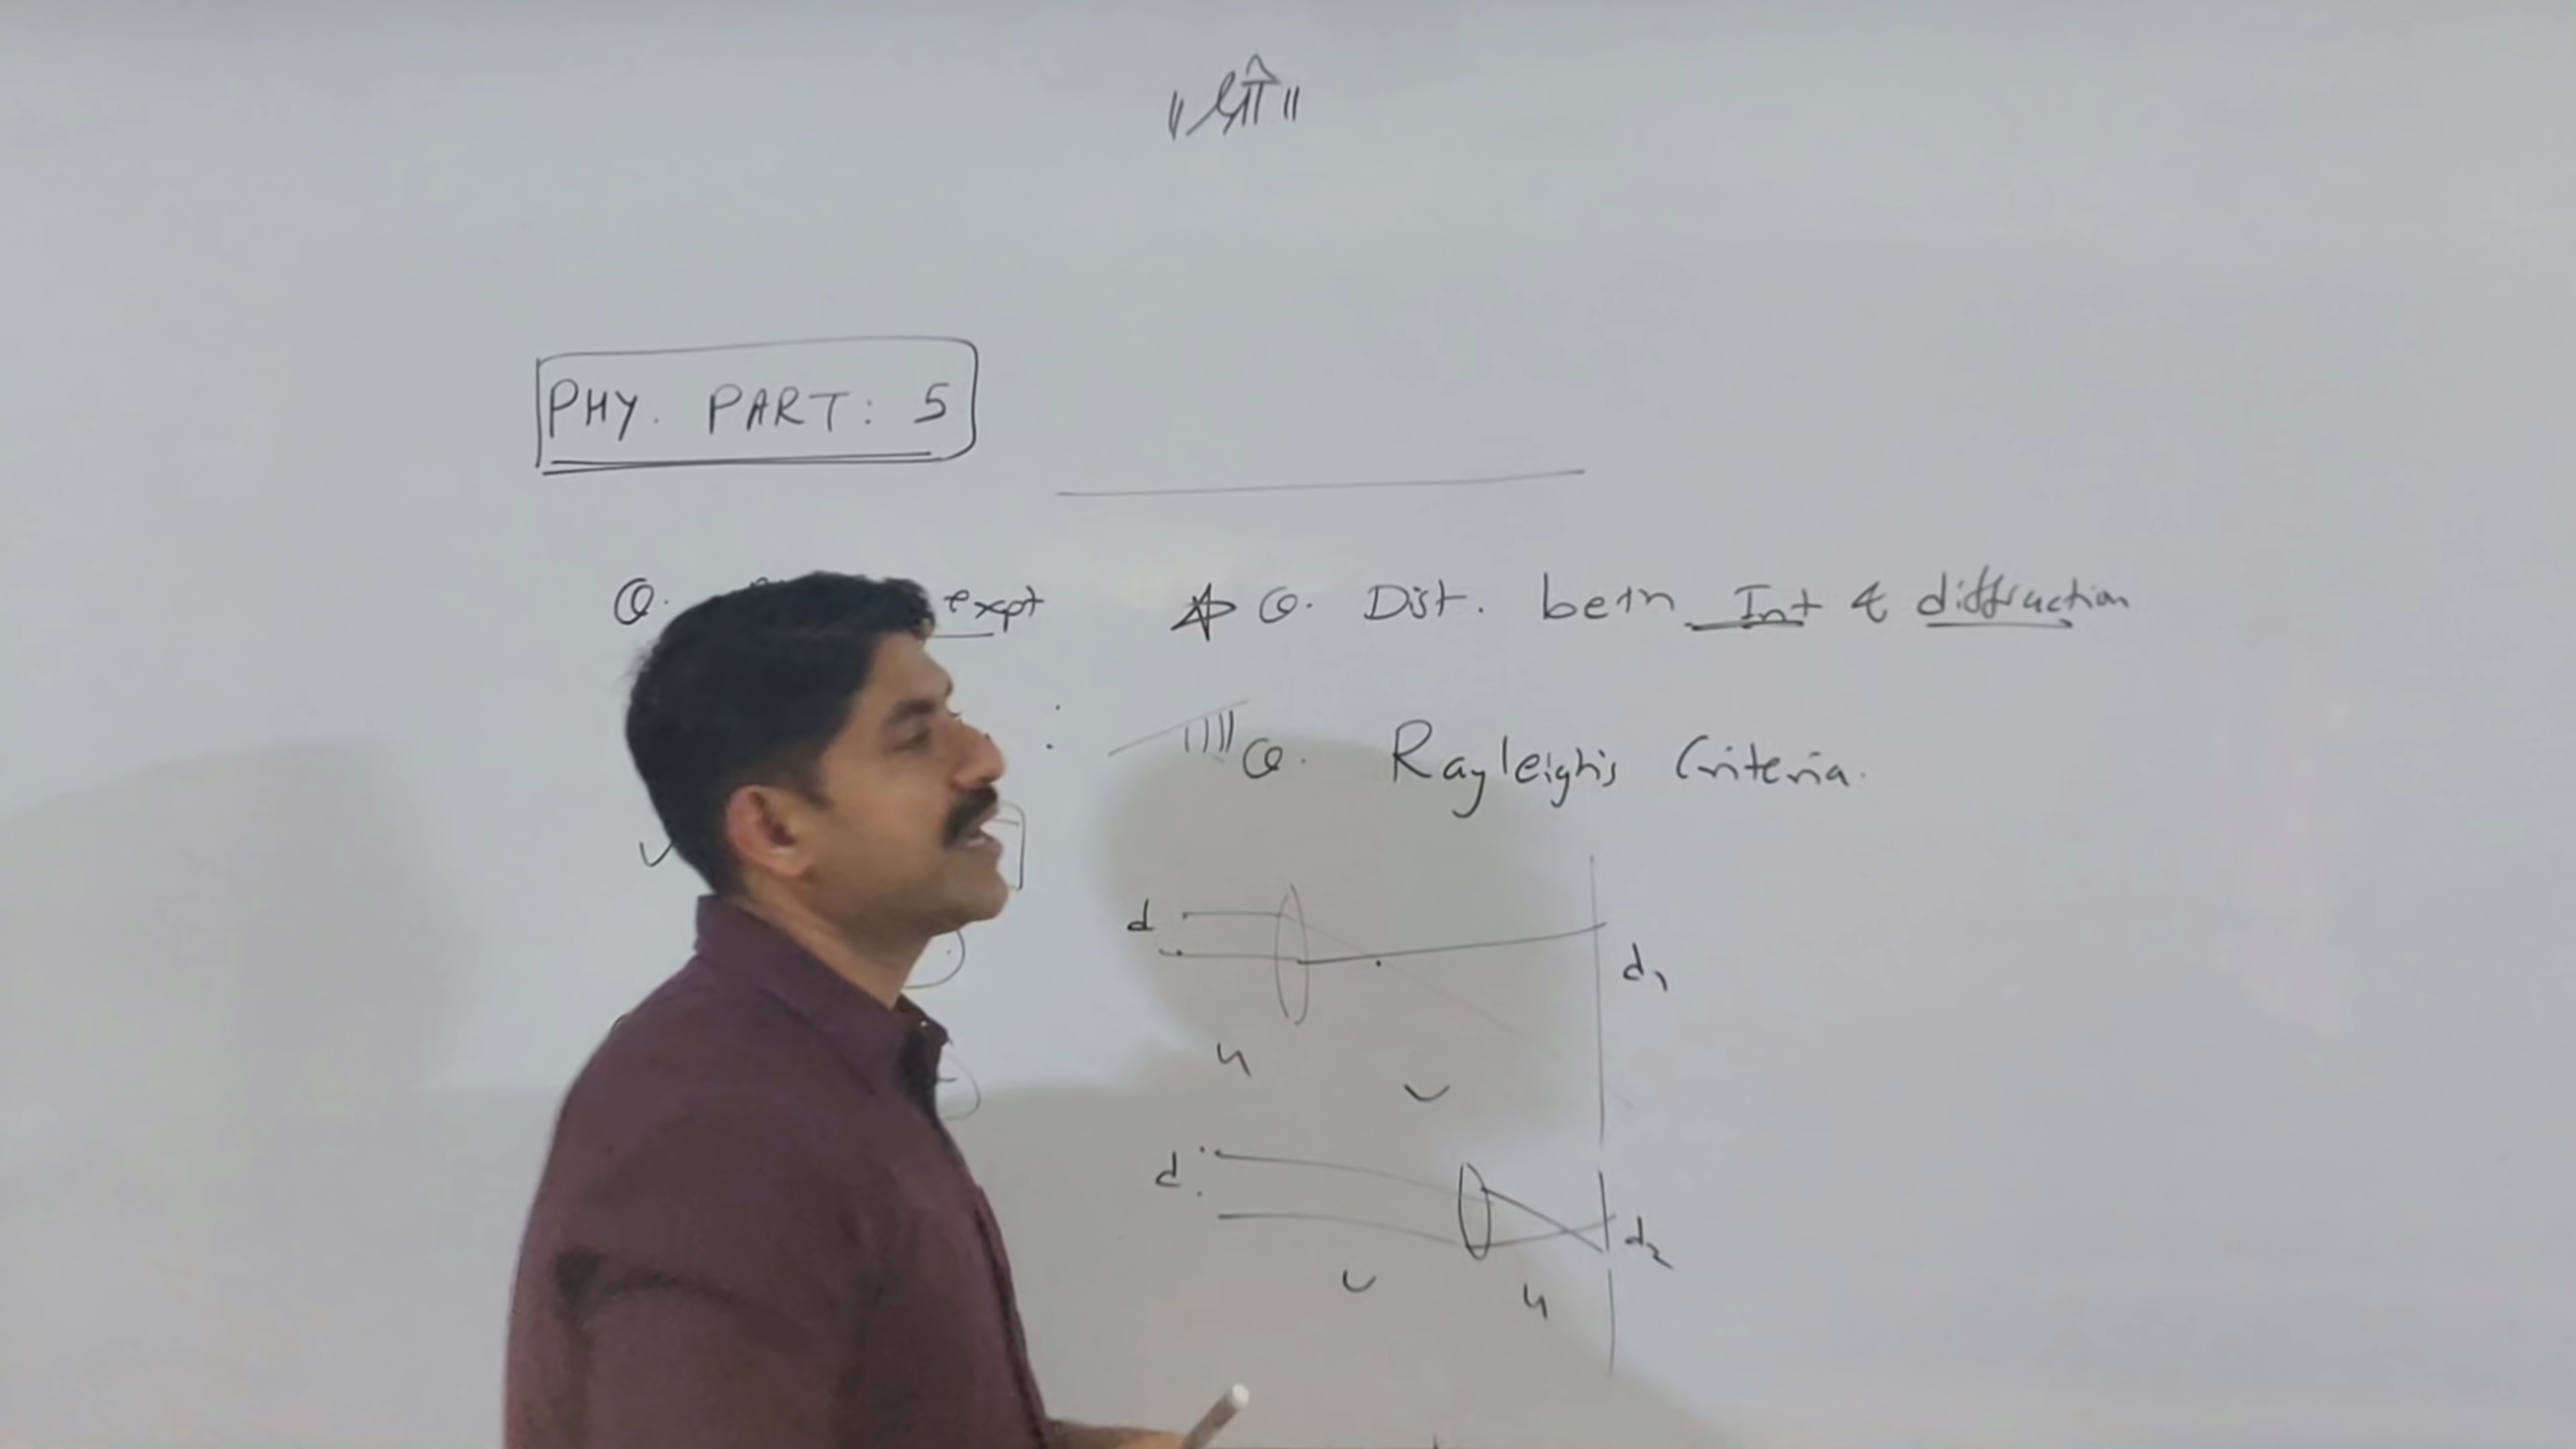 ॥ श्री ॥
PHY. PART: 5
Q. expt
Q. Dist. betn Int & diffraction
Q. Rayleigh's Criteria.
d
d1
u
v
d
d2
v
u